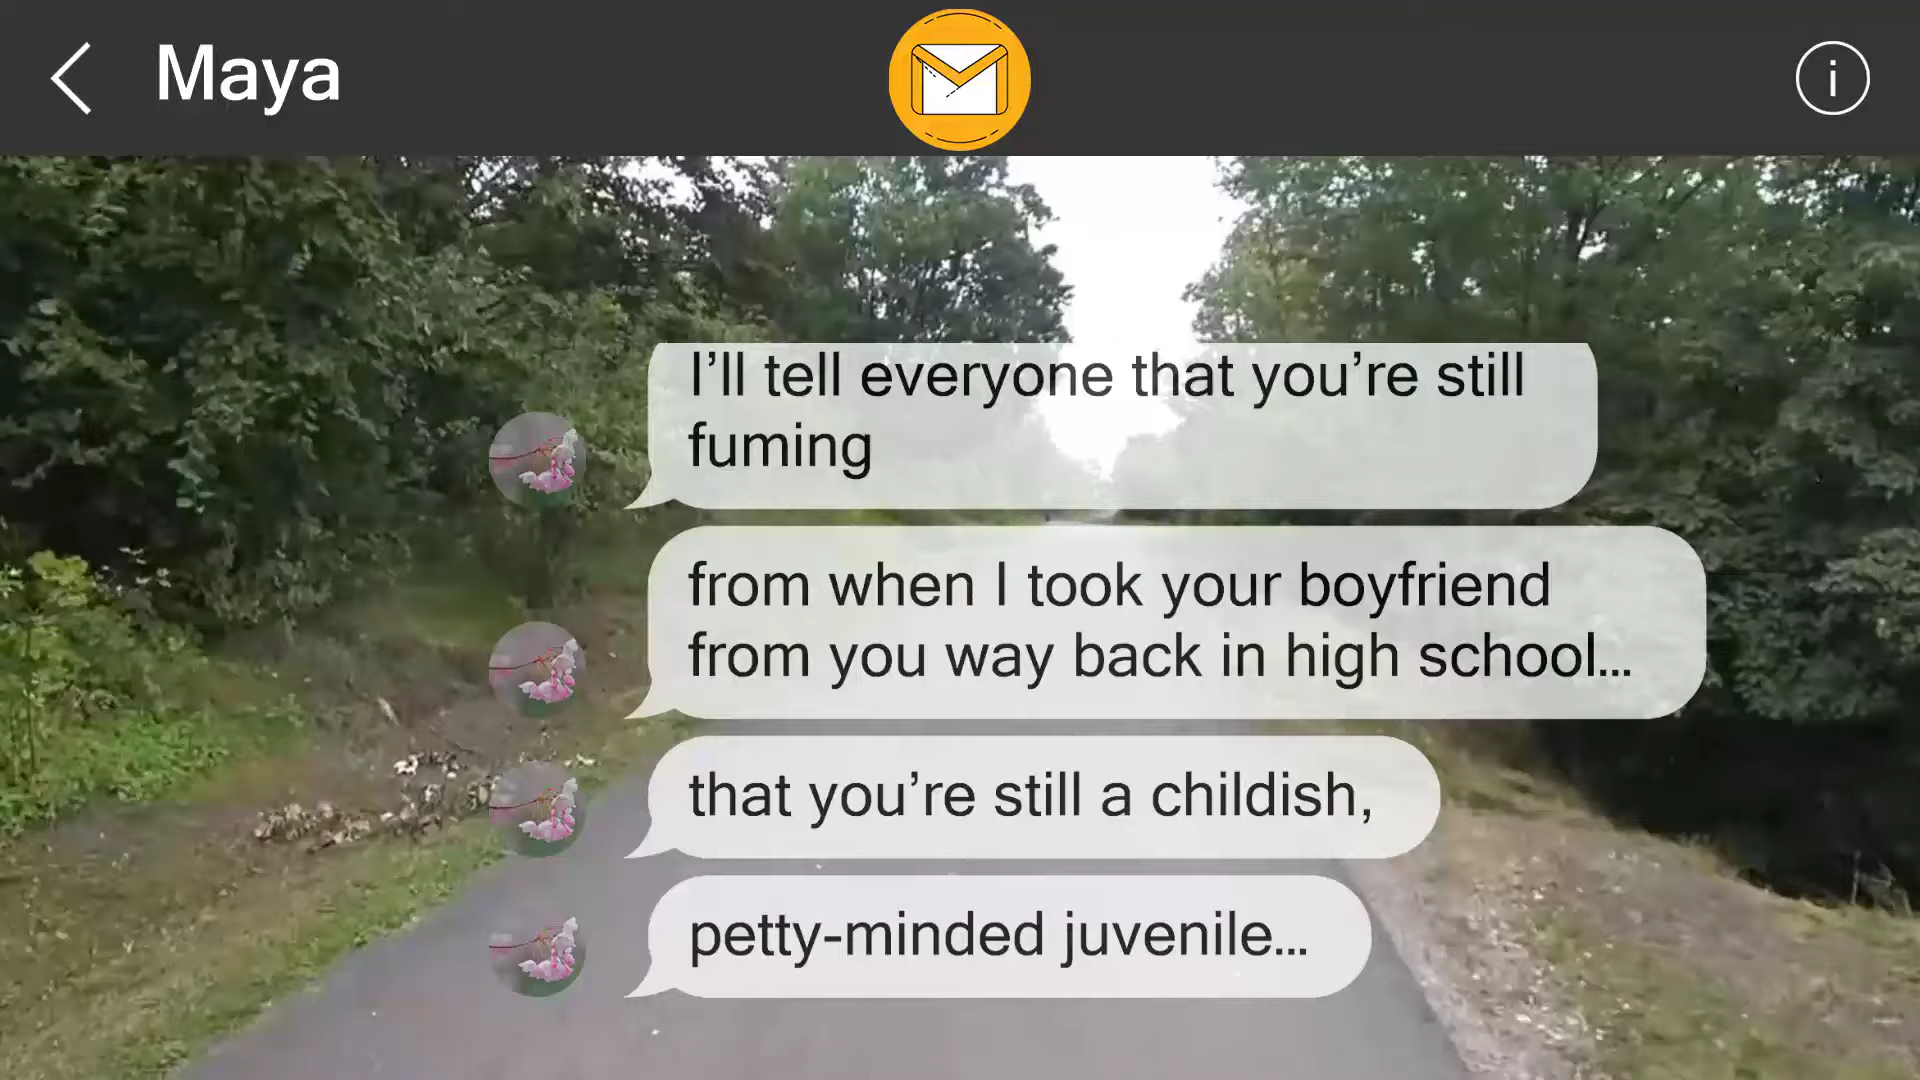 Maya
i
I’ll tell everyone that you’re still
fuming
from when I took your boyfriend
from you way back in high school...
that you’re still a childish,
petty-minded juvenile...